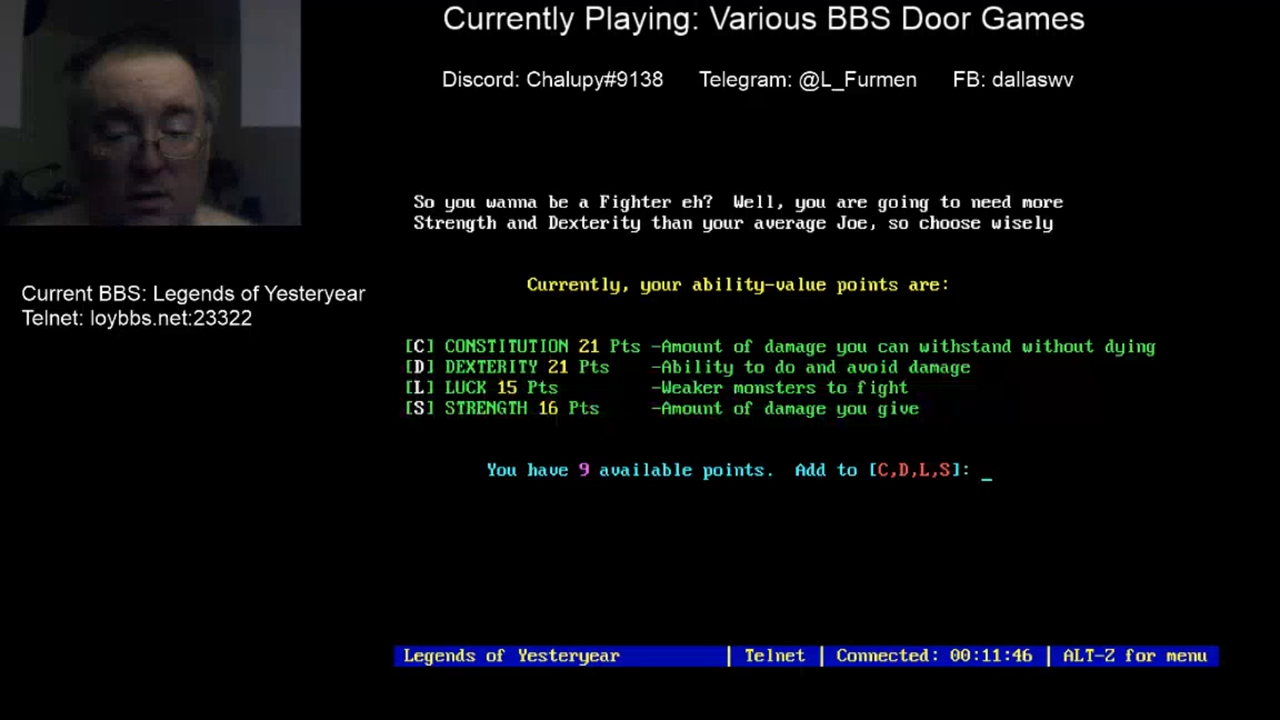 Currently Playing: Various BBS Door Games
Discord: Chalupy#9138 Telegram: @L_Furmen FB: dallaswv
So you wanna be a Fighter eh? Well, you are going to need more
Strength and Dexterity than your average Joe, so choose wisely
Currently, your ability-value points are:
Current BBS: Legends of Yesteryear
Telnet: loybbs.net:23322
[C] CONSTITUTION 21 Pts -Amount of damage you can withstand without dying
[D] DEXTERITY 21 Pts -Ability to do and avoid damage
[L] LUCK 15 Pts -Weaker monsters to fight
[S] STRENGTH 16 Pts -Amount of damage you give
You have 9 available points. Add to [C,D,L,S]: _
Legends of Yesteryear | Telnet | Connected: 00:11:46 | ALT-Z for menu